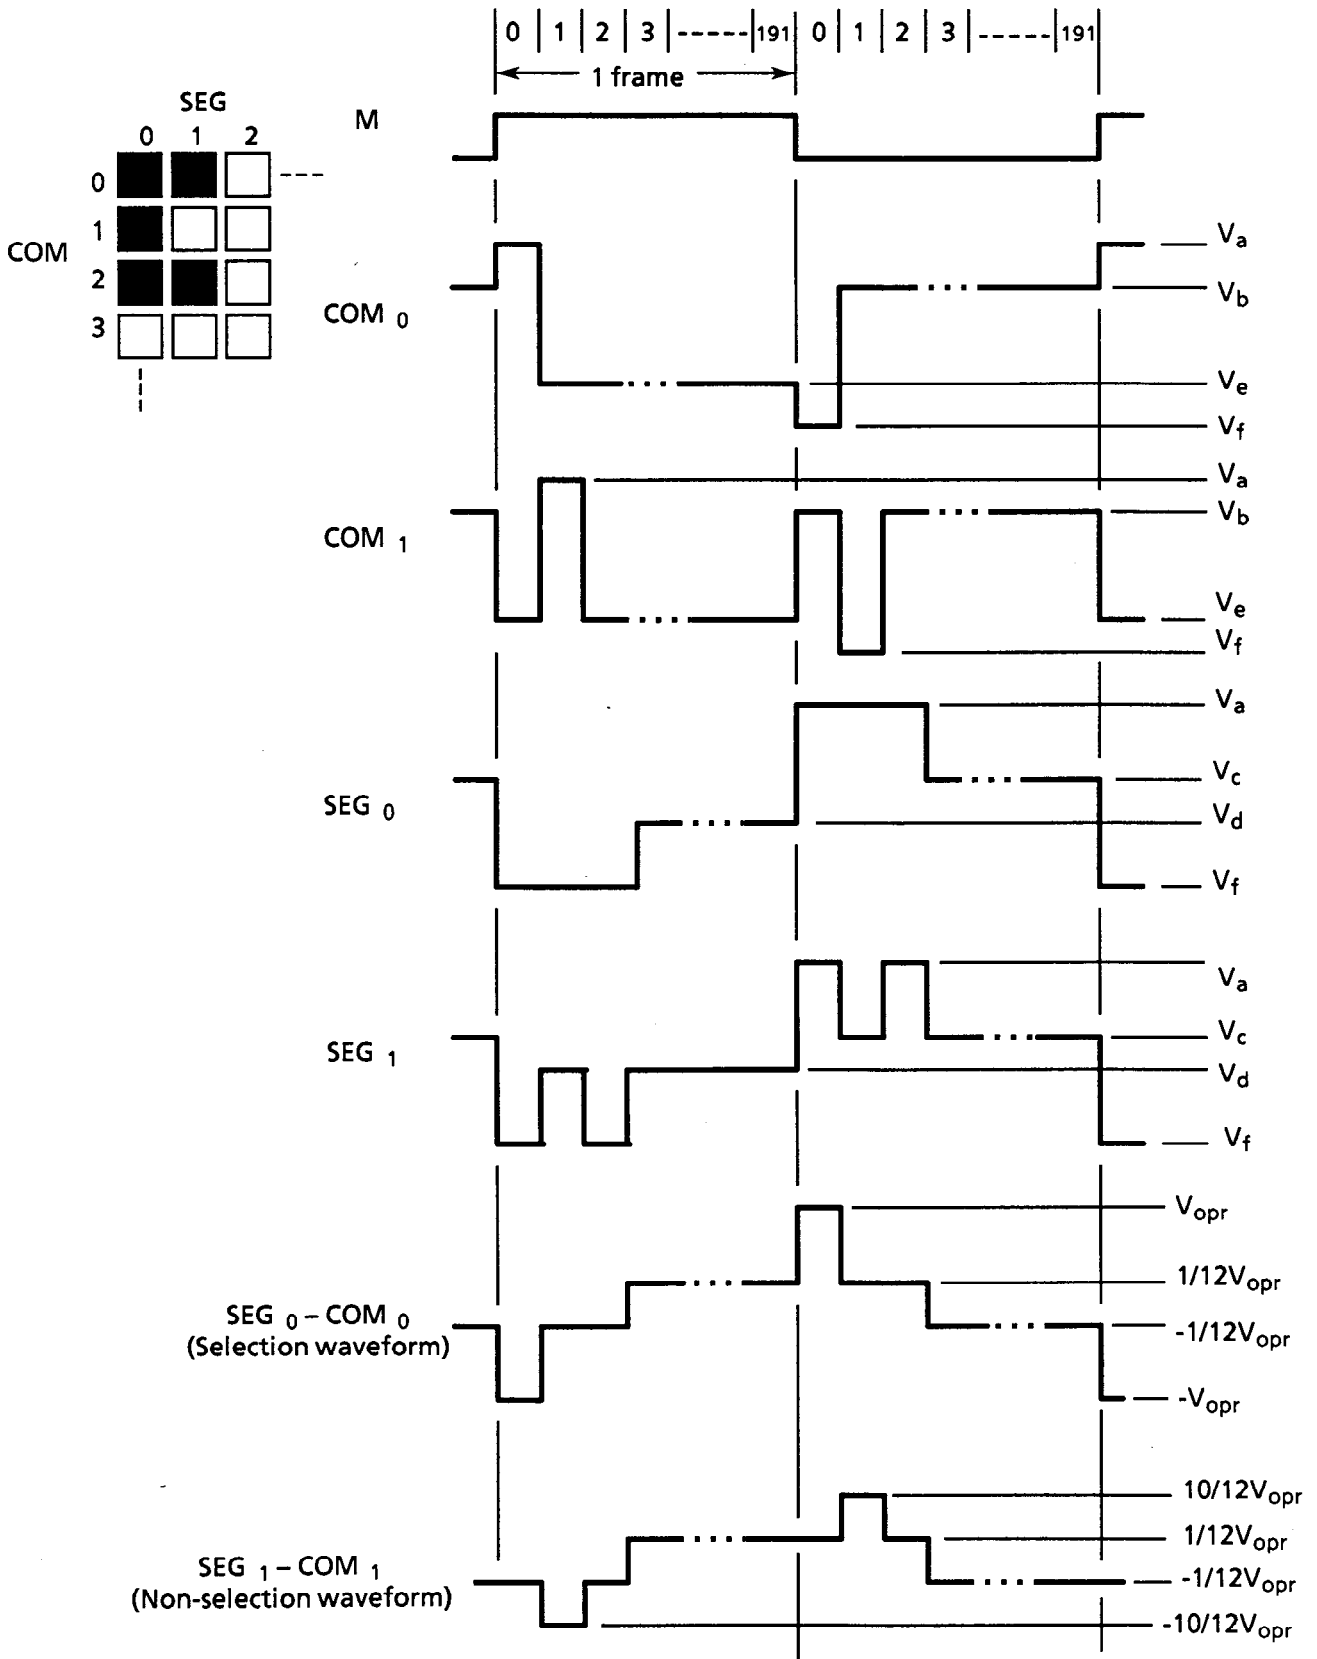 0 1 2 3 ----- 191 0 1 2 3 ----- 191
1 frame
SEG
0 1 2
0
1
2
3
COM
M
COM 0
Va
Vb
Ve
Vf
COM 1
Va
Vb
Ve
Vf
SEG 0
Va
Vc
Vd
Vf
SEG 1
Va
Vc
Vd
Vf
SEG 0 – COM 0
(Selection waveform)
Vopr
1/12Vopr
-1/12Vopr
-Vopr
SEG 1 – COM 1
(Non-selection waveform)
10/12Vopr
1/12Vopr
-1/12Vopr
-10/12Vopr